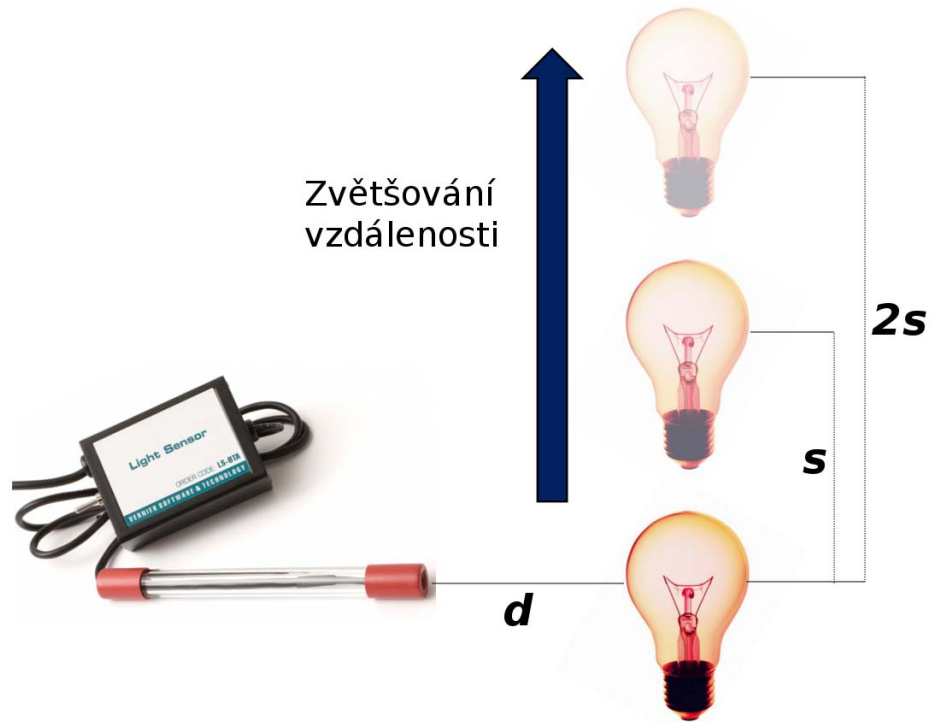 Zvětšování
vzdálenosti
2s
Light Sensor
ORDER CODE LS-BTA
VERNIER SOFTWARE & TECHNOLOGY
s
d